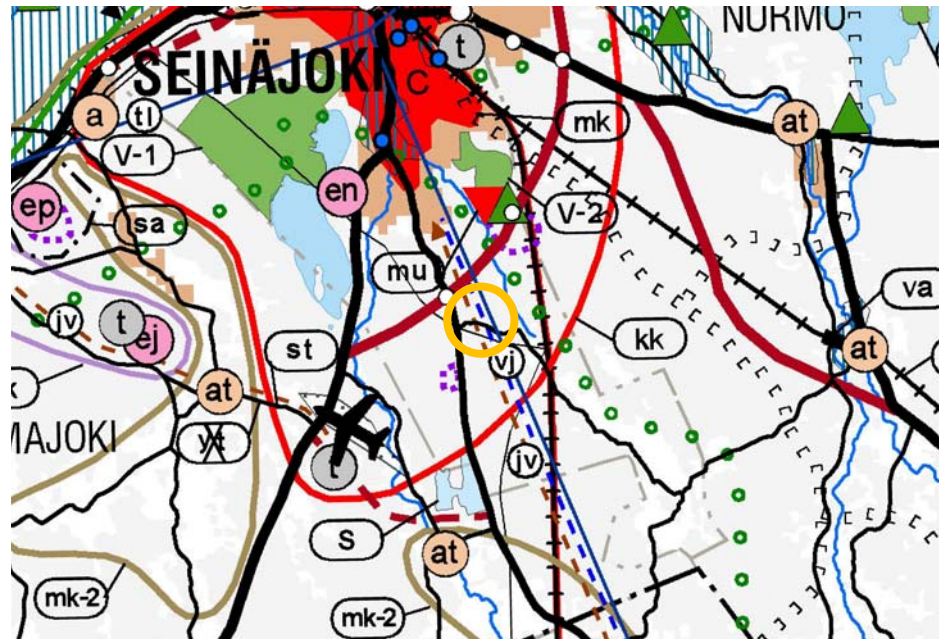 NURMO
SEINÄJOKI
t
C
a
tl
mk
at
V-1
en
V-2
ep
sa
mu
va
jv
t
ej
st
vj
kk
at
at
MAJOKI
t
jv
S
at
mk-2
mk-2